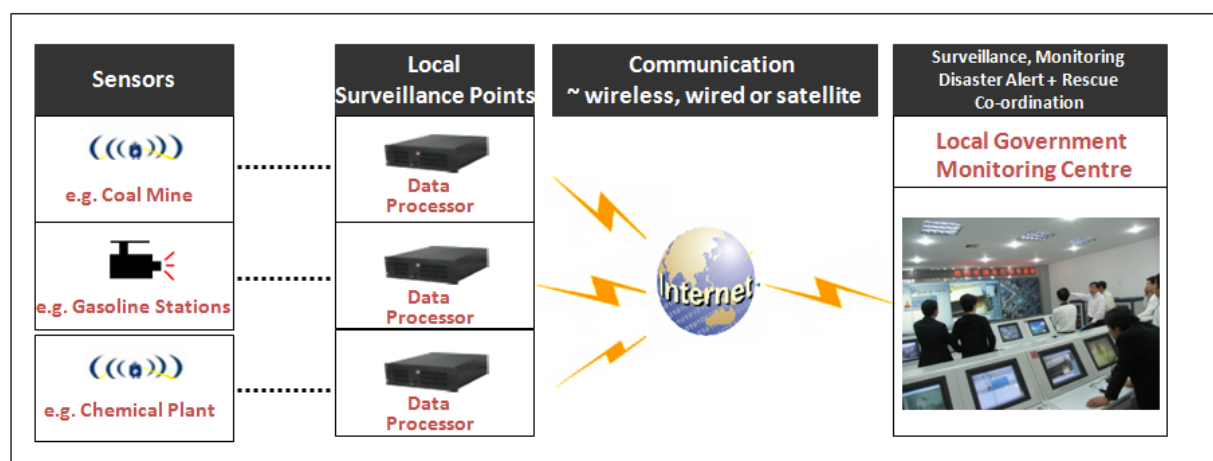 Sensors
Local
Surveillance Points
Communication
~ wireless, wired or satellite
Surveillance, Monitoring
Disaster Alert + Rescue
Co-ordination
e.g. Coal Mine
Data
Processor
Local Government
Monitoring Centre
e.g. Gasoline Stations
Data
Processor
Internet
e.g. Chemical Plant
Data
Processor